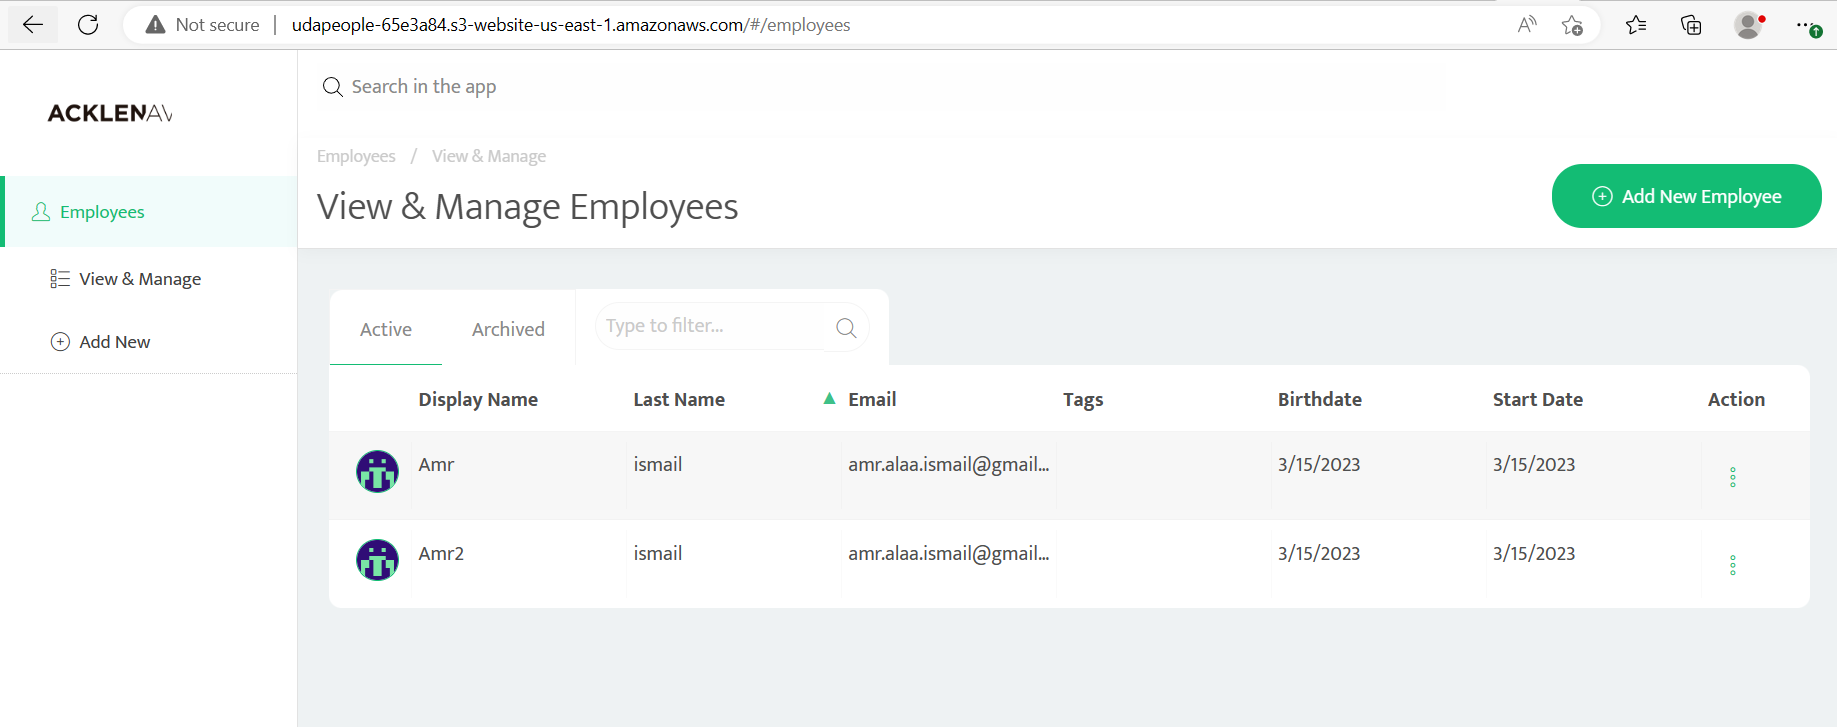 Not secure | udapeople-65e3a84.s3-website-us-east-1.amazonaws.com/#/employees
ACKLENAV
Search in the app
Employees / View & Manage
View & Manage Employees
Add New Employee
Employees
View & Manage
Add New
Active Archived Type to filter...
Display Name Last Name Email Tags Birthdate Start Date Action
Amr ismail amr.alaa.ismail@gmail... 3/15/2023 3/15/2023
Amr2 ismail amr.alaa.ismail@gmail... 3/15/2023 3/15/2023